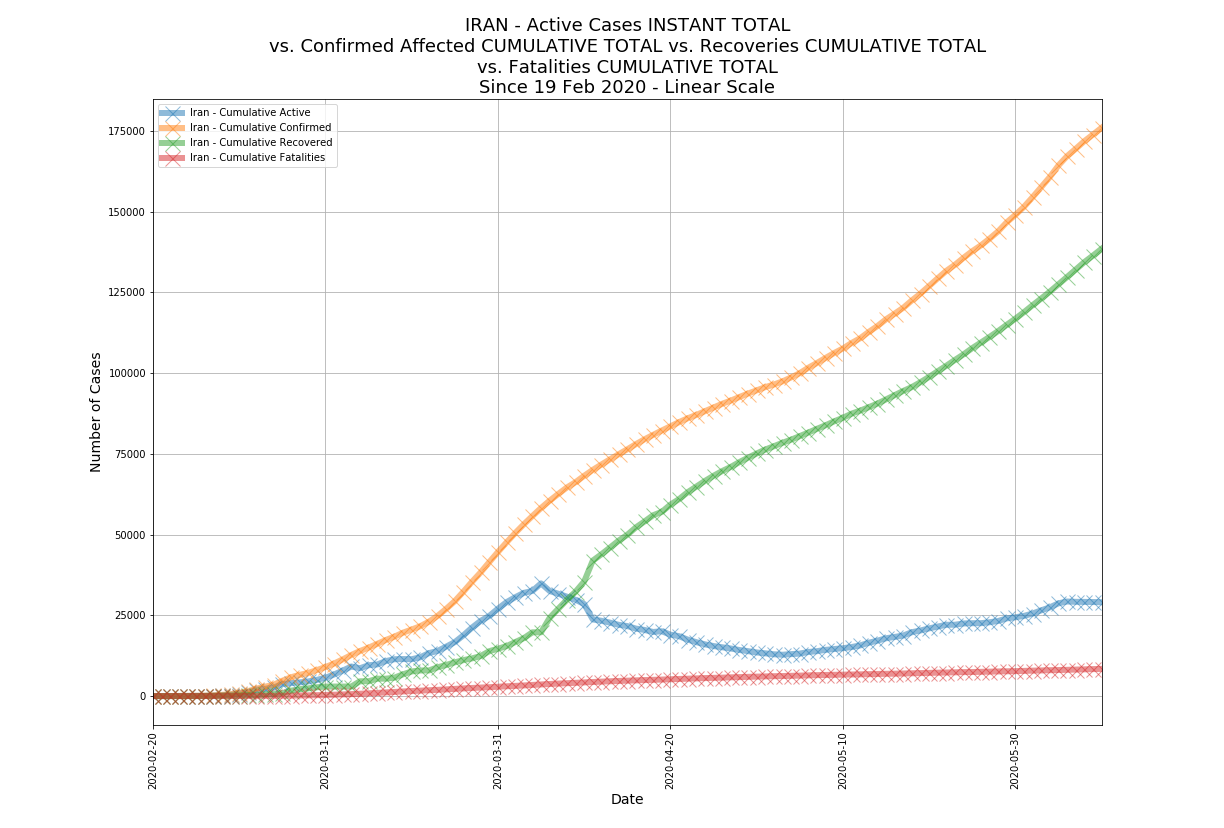 IRAN - Active Cases INSTANT TOTAL
vs. Confirmed Affected CUMULATIVE TOTAL vs. Recoveries CUMULATIVE TOTAL
vs. Fatalities CUMULATIVE TOTAL
Since 19 Feb 2020 - Linear Scale
Iran - Cumulative Active
Iran - Cumulative Confirmed
Iran - Cumulative Recovered
Iran - Cumulative Fatalities
Number of Cases
175000
150000
125000
100000
75000
50000
25000
0
2020-02-20
2020-03-11
2020-03-31
2020-04-20
2020-05-10
2020-05-30
Date